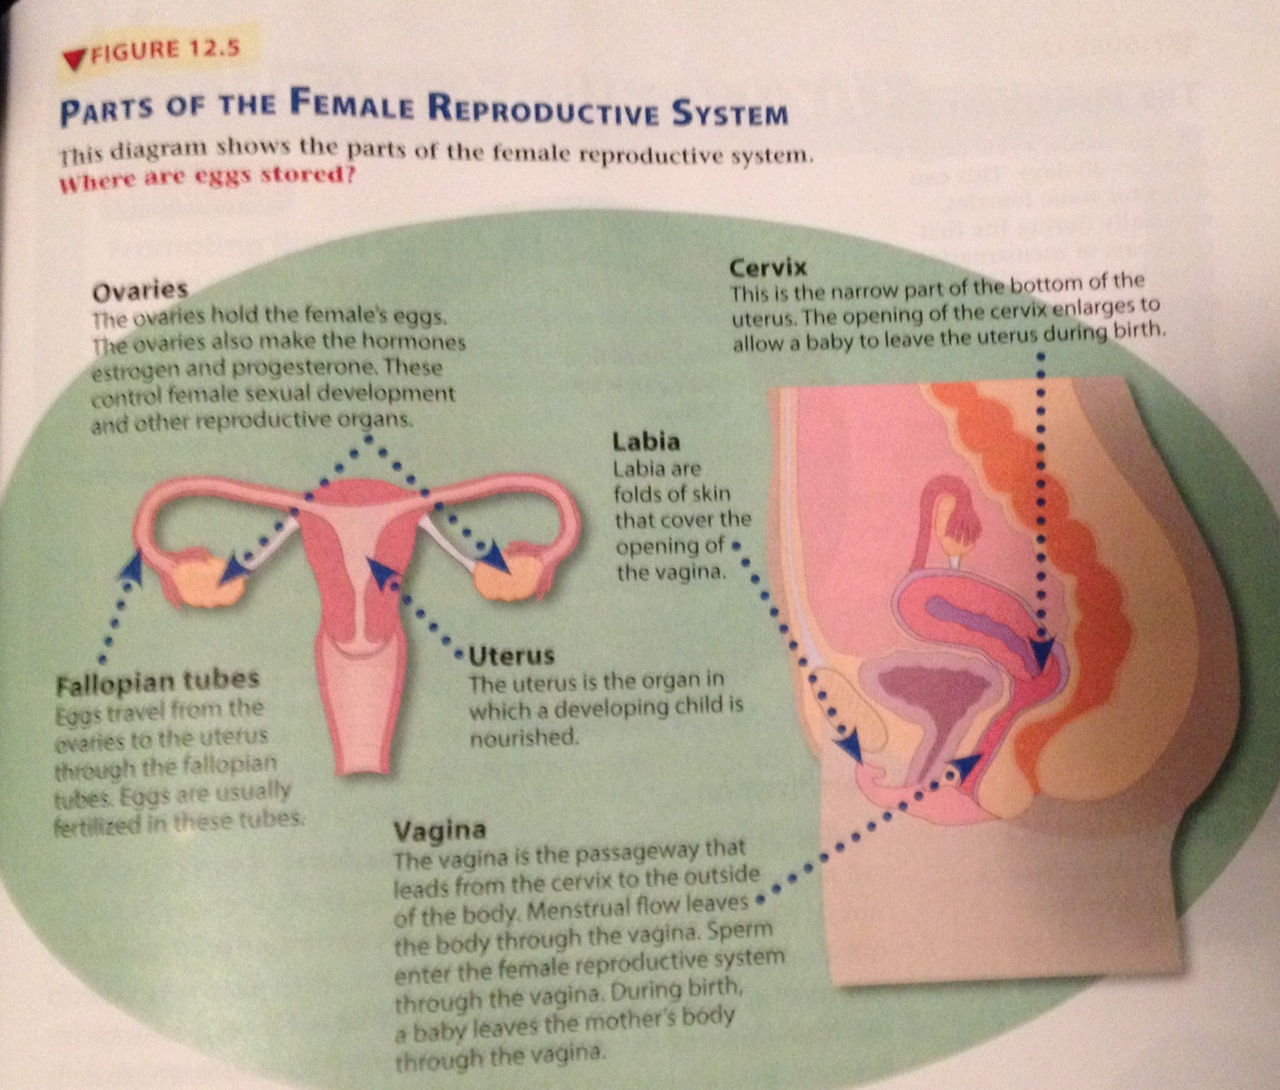 FIGURE 12.5
PARTS OF THE FEMALE REPRODUCTIVE SYSTEM
This diagram shows the parts of the female reproductive system.
Where are eggs stored?
Ovaries
The ovaries hold the female's eggs.
The ovaries also make the hormones
estrogen and progesterone. These
control female sexual development
and other reproductive organs.
Cervix
This is the narrow part of the bottom of the
uterus. The opening of the cervix enlarges to
allow a baby to leave the uterus during birth.
Labia
Labia are
folds of skin
that cover the
opening of
the vagina.
Fallopian tubes
Eggs travel from the
ovaries to the uterus
through the fallopian
tubes. Eggs are usually
fertilized in these tubes.
Uterus
The uterus is the organ in
which a developing child is
nourished.
Vagina
The vagina is the passageway that
leads from the cervix to the outside
of the body. Menstrual flow leaves
the body through the vagina. Sperm
enter the female reproductive system
through the vagina. During birth,
a baby leaves the mother's body
through the vagina.